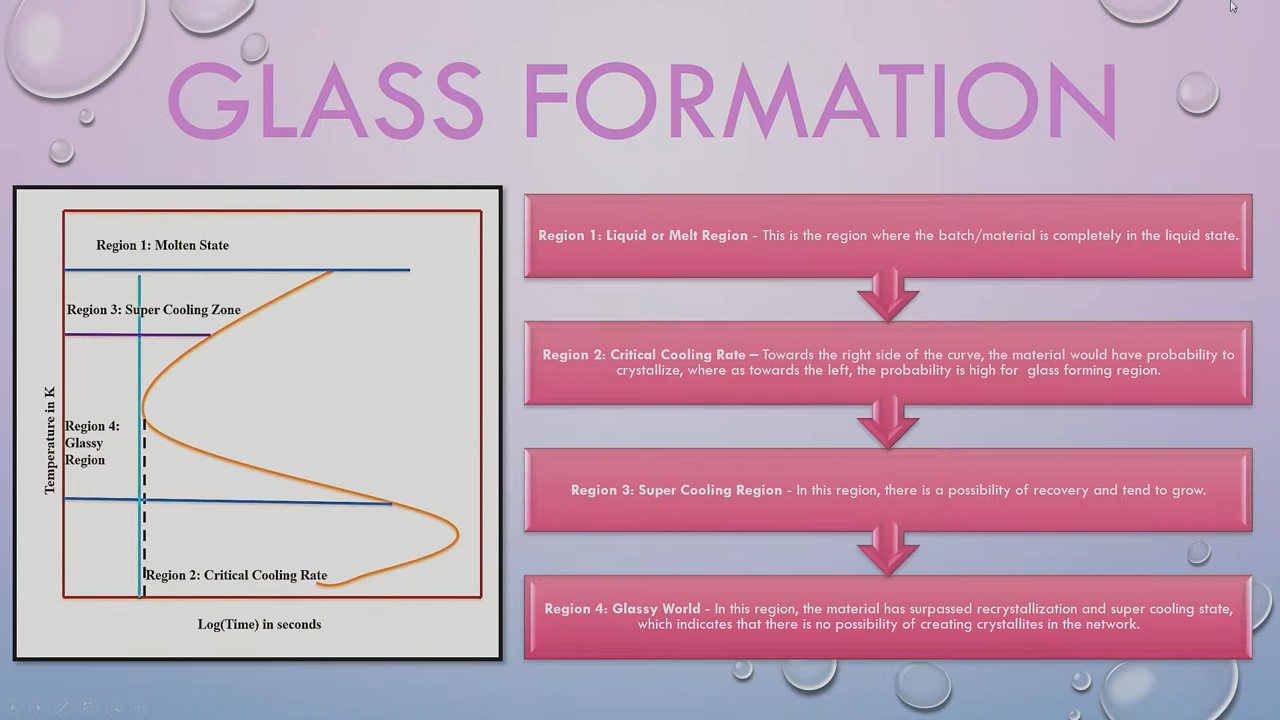 GLASS FORMATION
Region 1: Molten State
Region 3: Super Cooling Zone
Temperature in K
Region 4:
Glassy
Region
Region 2: Critical Cooling Rate
Log(Time) in seconds
Region 1: Liquid or Melt Region - This is the region where the batch/material is completely in the liquid state.
Region 2: Critical Cooling Rate – Towards the right side of the curve, the material would have probability to
crystallize, where as towards the left, the probability is high for glass forming region.
Region 3: Super Cooling Region - In this region, there is a possibility of recovery and tend to grow.
Region 4: Glassy World - In this region, the material has surpassed recrystallization and super cooling state,
which indicates that there is no possibility of creating crystallites in the network.